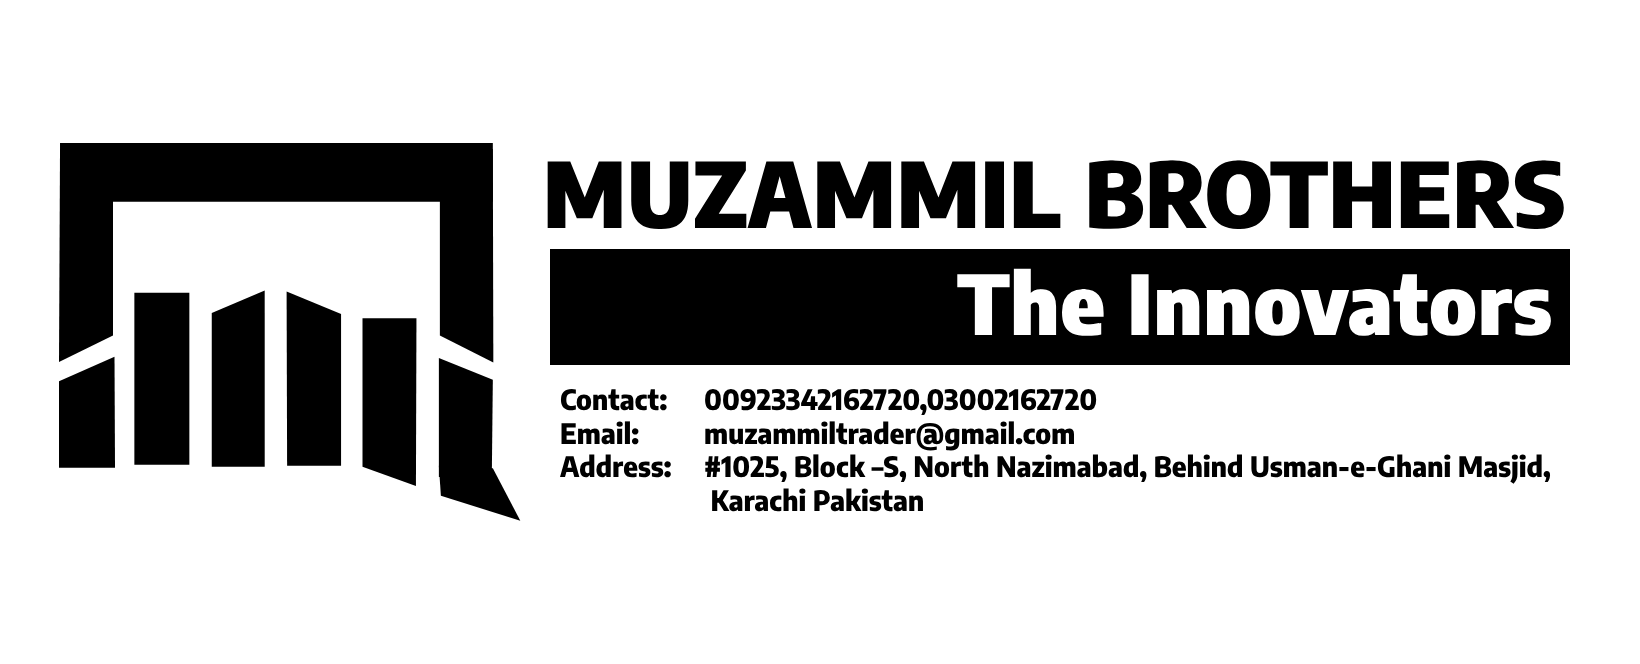 MUZAMMIL BROTHERS
The Innovators
Contact: 00923342162720,03002162720
Email: muzammiltrader@gmail.com
Address: #1025, Block –S, North Nazimabad, Behind Usman-e-Ghani Masjid,
Karachi Pakistan